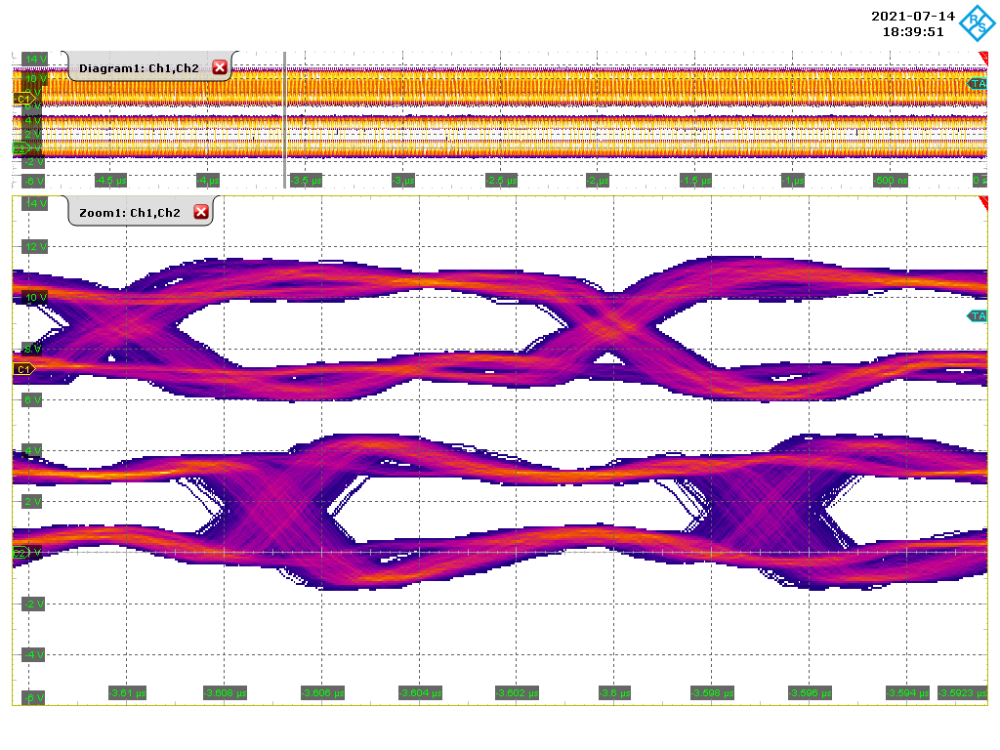 2021-07-14
18:39:51
R&S
14 V
Diagram1: Ch1,Ch2
10 V
TA
C1
4 V
-2 V
-6 V
-4.5 µs
-4 µs
-3.5 µs
-3 µs
-2.5 µs
-2 µs
-1.5 µs
-1 µs
-500 ns
14 V
Zoom1: Ch1,Ch2
12 V
10 V
TA
8 V
C1
6 V
4 V
2 V
C2
-2 V
-4 V
-6 V
-3.61 µs
-3.608 µs
-3.606 µs
-3.604 µs
-3.602 µs
-3.6 µs
-3.598 µs
-3.596 µs
-3.594 µs
-3.5923 µs